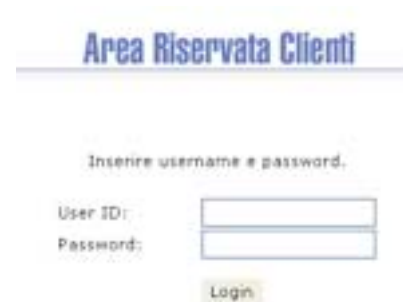 Area Riservata Clienti
Inserire username e password.
User ID:
Password:
Login